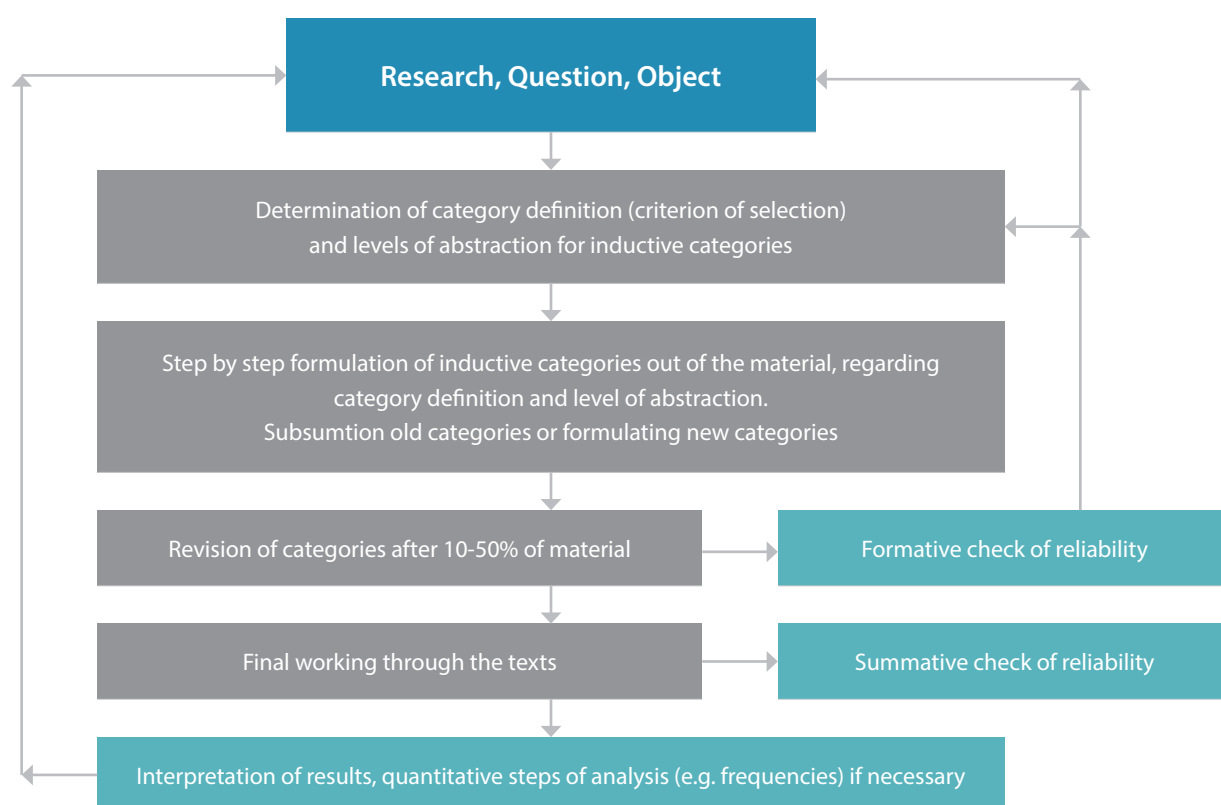 Research, Question, Object
Determination of category definition (criterion of selection)
and levels of abstraction for inductive categories
Step by step formulation of inductive categories out of the material, regarding
category definition and level of abstraction.
Subsumtion old categories or formulating new categories
Revision of categories after 10-50% of material
Formative check of reliability
Final working through the texts
Summative check of reliability
Interpretation of results, quantitative steps of analysis (e.g. frequencies) if necessary